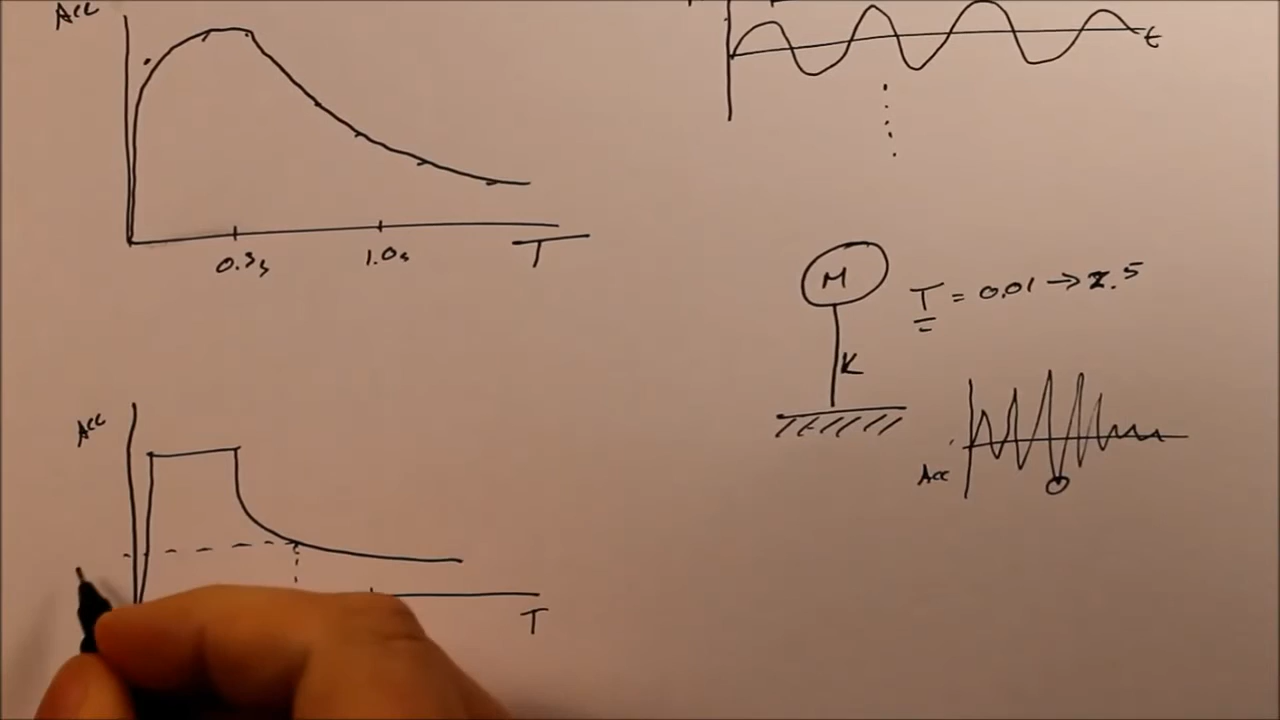 Acc
0.3s
1.0s
T
t
M
K
T = 0.01 → 2.5
Acc
Acc
T